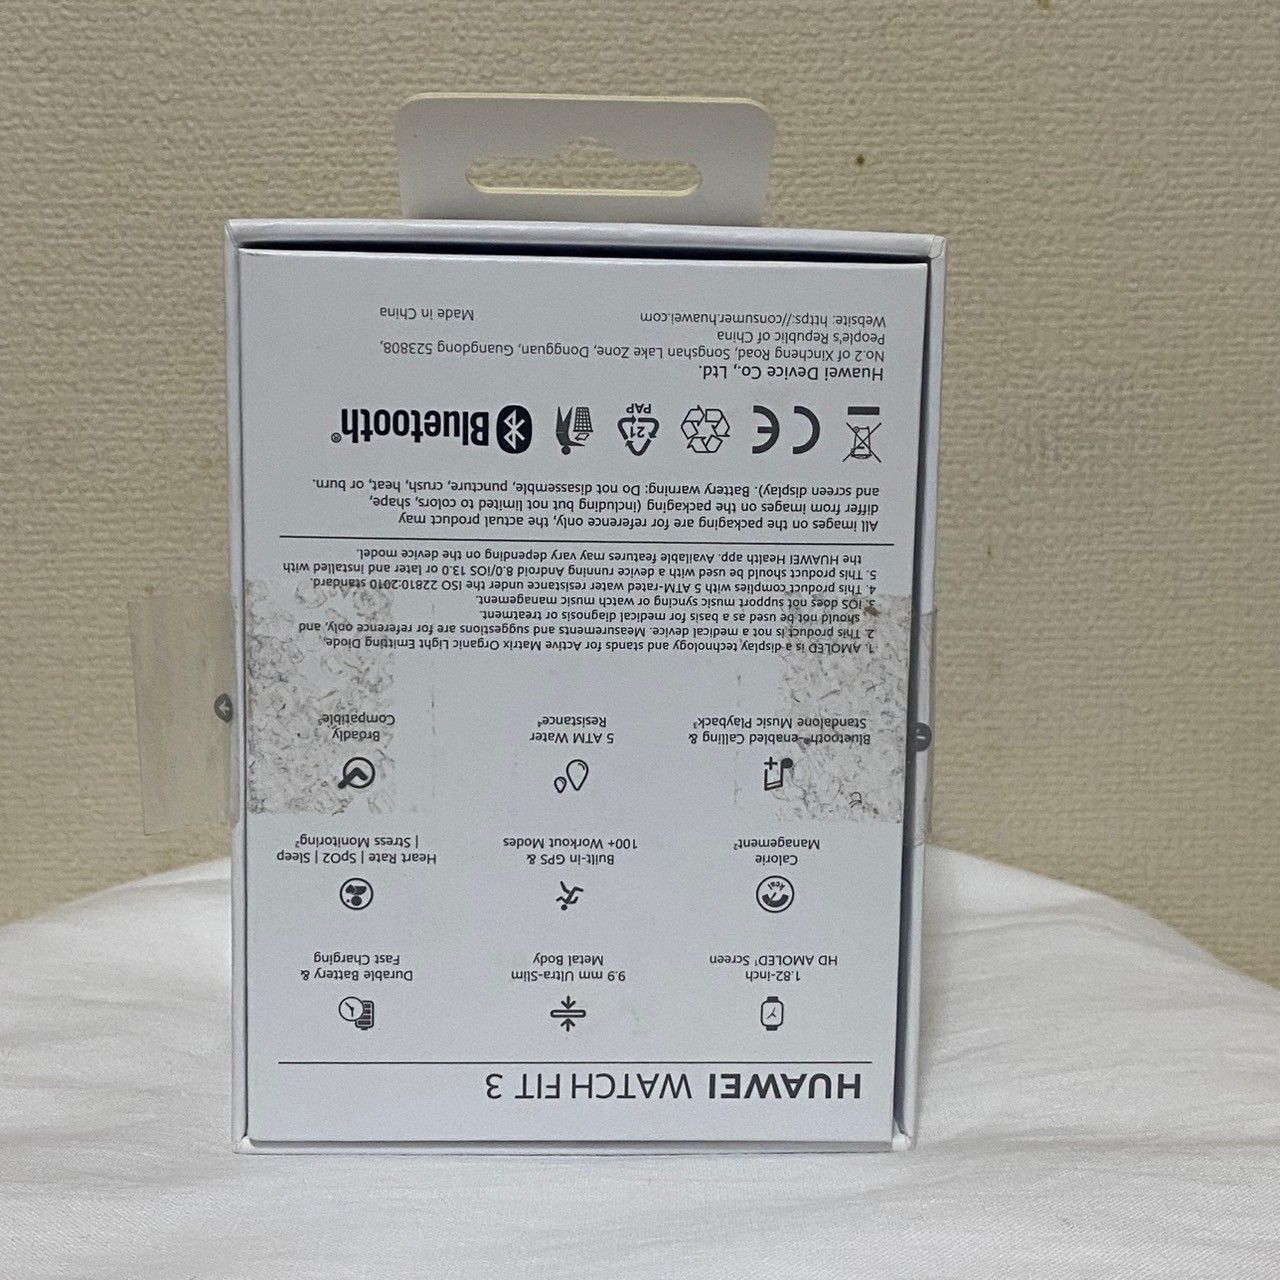 HUAWEI WATCH FIT 3
1.82-inch
HD AMOLED¹ Screen
9.9 mm Ultra-Slim
Metal Body
Durable Battery &
Fast Charging
Calorie
Management²
Built-in GPS &
100+ Workout Modes
Heart Rate | SpO2 | Sleep
| Stress Monitoring²
Bluetooth®-enabled Calling &
Standalone Music Playback³
5 ATM Water
Resistance⁴
Broadly
Compatible⁵
1. AMOLED is a display technology and stands for Active Matrix Organic Light Emitting Diode.
2. This product is not a medical device. Measurements and suggestions are for reference only, and
should not be used as a basis for medical diagnosis or treatment.
3. iOS does not support music syncing or watch music management.
4. This product complies with 5 ATM-rated water resistance under the ISO 22810:2010 standard.
5. This product should be used with a device running Android 8.0/iOS 13.0 or later and installed with
the HUAWEI Health app. Available features may vary depending on the device model.
All images on the packaging are for reference only, the actual product may
differ from images on the packaging (including but not limited to colors, shape,
and screen display). Battery warning: Do not disassemble, puncture, crush, heat, or burn.
CE
21
PAP
Bluetooth®
Huawei Device Co., Ltd.
No.2 of Xincheng Road, Songshan Lake Zone, Dongguan, Guangdong 523808,
People's Republic of China
Website: https://consumer.huawei.com
Made in China